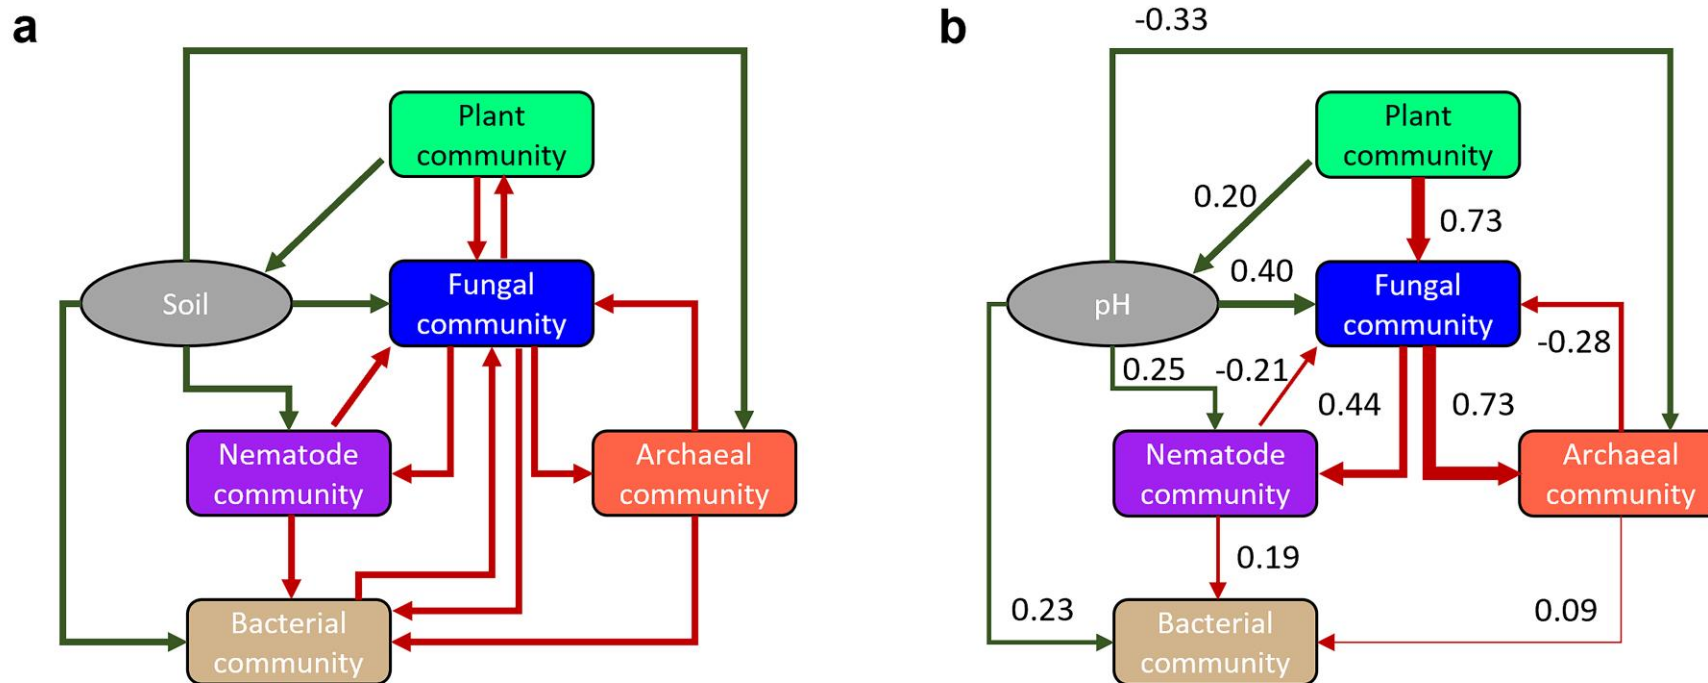 a
Plant
community
Soil
Fungal
community
Nematode
community
Archaeal
community
Bacterial
community
b
-0.33
Plant
community
0.20
0.73
0.40
pH
Fungal
community
-0.28
0.25
-0.21
0.44
0.73
Nematode
community
Archaeal
community
0.19
0.23
Bacterial
community
0.09